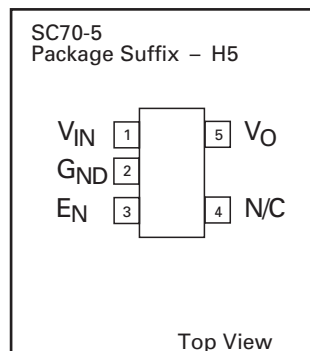 SC70-5
Package Suffix – H5
VIN 1 5 VO
GND 2
EN 3 4 N/C
Top View